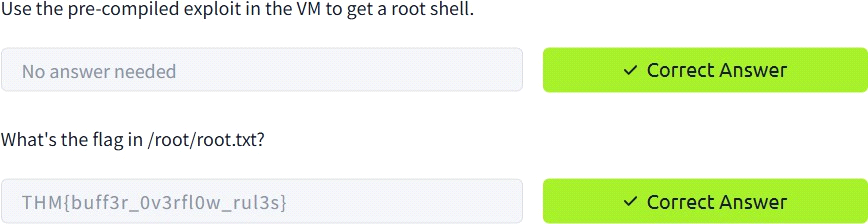 Use the pre-compiled exploit in the VM to get a root shell.
No answer needed
✓ Correct Answer
What's the flag in /root/root.txt?
THM{buff3r_0v3rfl0w_rul3s}
✓ Correct Answer